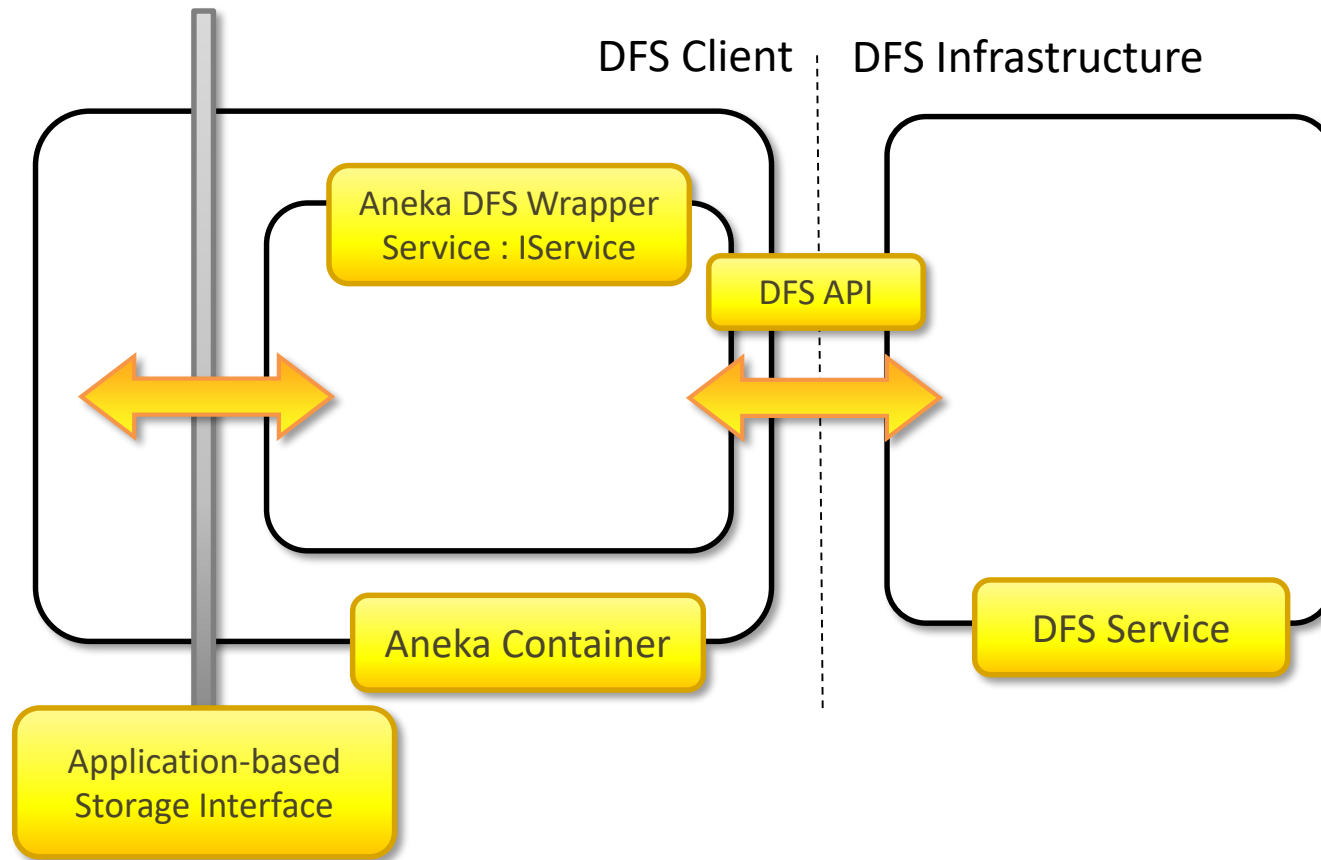 DFS Client
DFS Infrastructure
Aneka DFS Wrapper
Service : IService
DFS API
Aneka Container
DFS Service
Application-based
Storage Interface